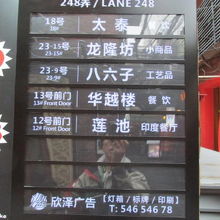 248弄 / LANE 248
18号 太泰
18#
23-15号 龙隆坊 小商品
23-15#
23-9号 八六子 工艺品
23-9#
13号前门 华越楼 餐饮
13# Front Door
12号前门 莲池 印度餐厅
12# Front Door
欣泽广告 【灯箱 / 标牌 / 印刷】
T: 546 546 78